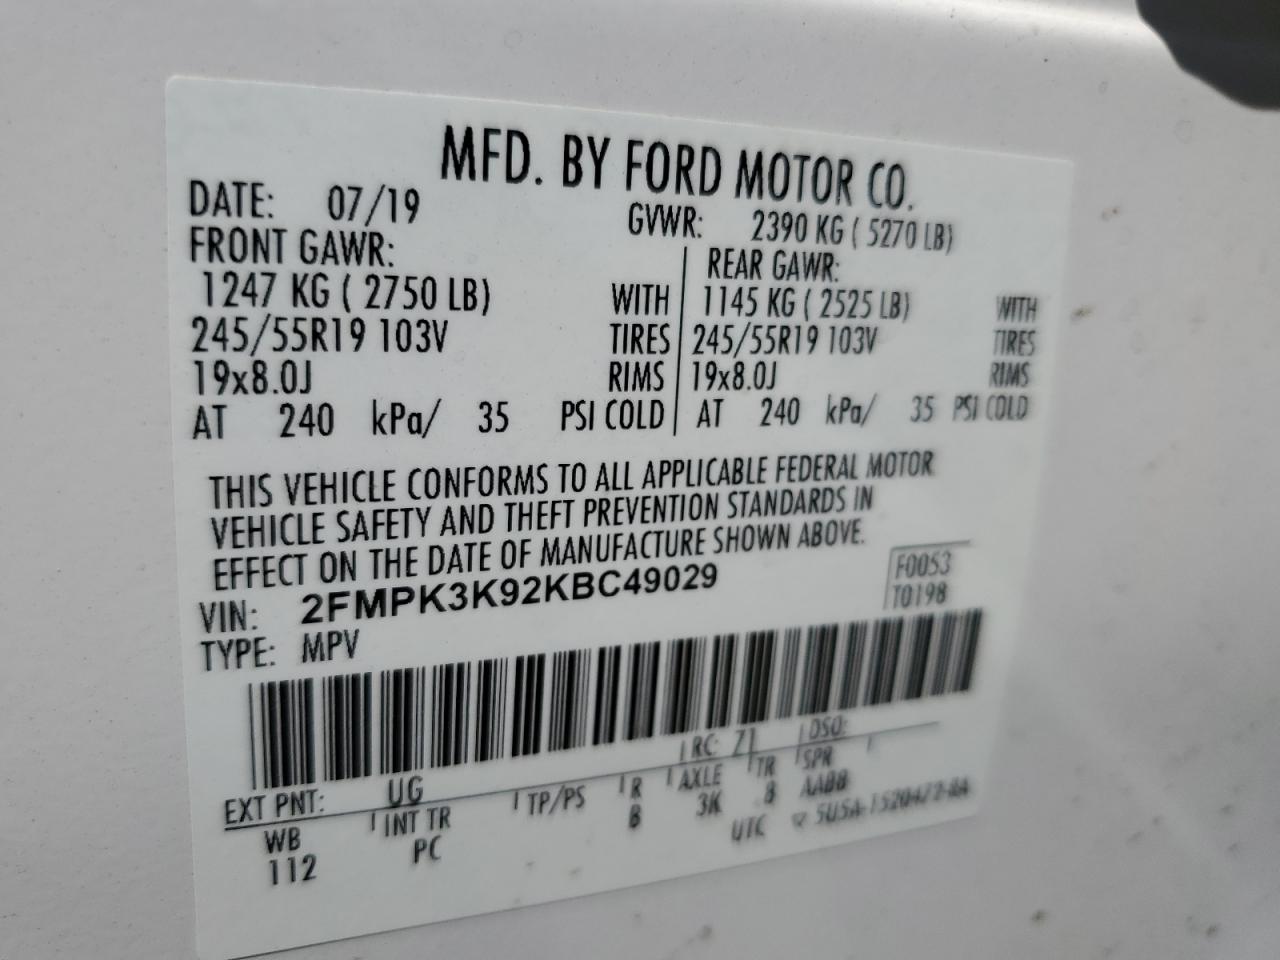 MFD. BY FORD MOTOR CO.
DATE: 07/19 GVWR: 2390 KG ( 5270 LB)
FRONT GAWR: REAR GAWR:
1247 KG ( 2750 LB) WITH 1145 KG ( 2525 LB) WITH
245/55R19 103V TIRES 245/55R19 103V TIRES
19x8.0J RIMS 19x8.0J RIMS
AT 240 kPa/ 35 PSI COLD AT 240 kPa/ 35 PSI COLD
THIS VEHICLE CONFORMS TO ALL APPLICABLE FEDERAL MOTOR
VEHICLE SAFETY AND THEFT PREVENTION STANDARDS IN
EFFECT ON THE DATE OF MANUFACTURE SHOWN ABOVE.
VIN: 2FMPK3K92KBC49029 F0053
TYPE: MPV T0198
EXT PNT: UG RC: 71 DSO:
WB INT TR TP/PS R AXLE TR SPR
112 PC B 3K 8 AABB
UTC